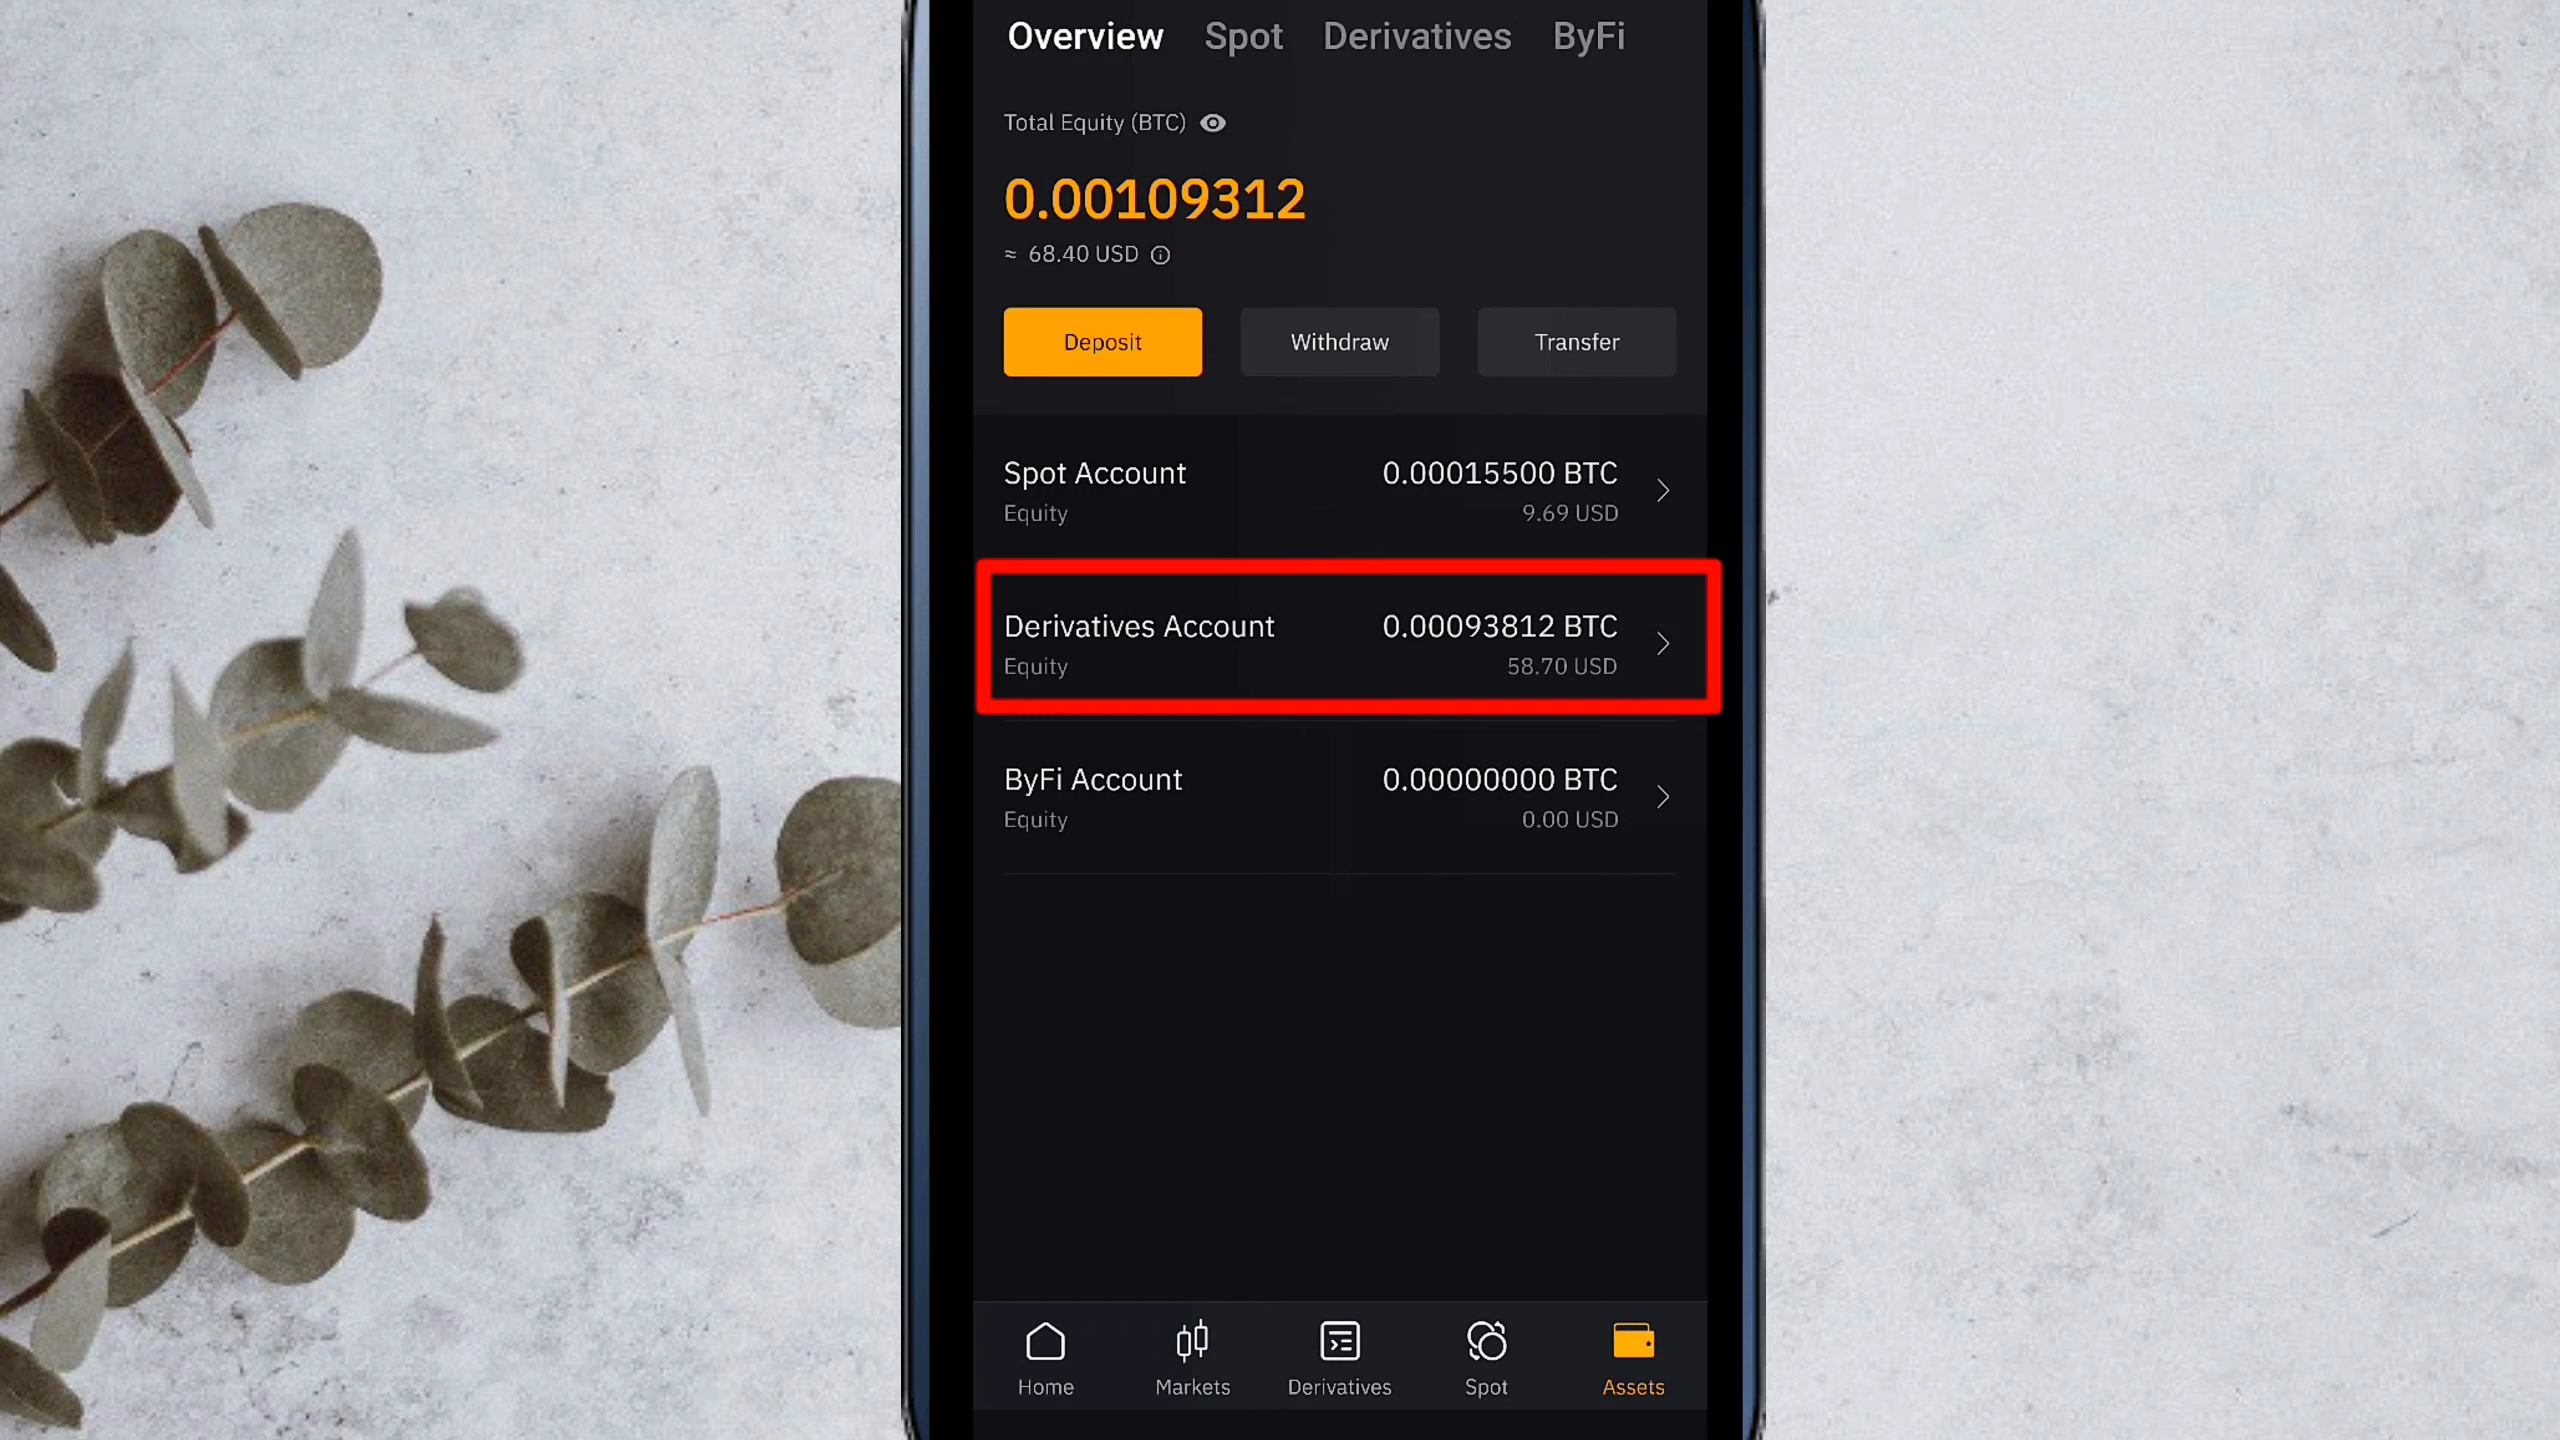 Overview Spot Derivatives ByFi
Total Equity (BTC)
0.00109312
≈ 68.40 USD
Deposit Withdraw Transfer
Spot Account 0.00015500 BTC
Equity 9.69 USD
Derivatives Account 0.00093812 BTC
Equity 58.70 USD
ByFi Account 0.00000000 BTC
Equity 0.00 USD
Home Markets Derivatives Spot Assets